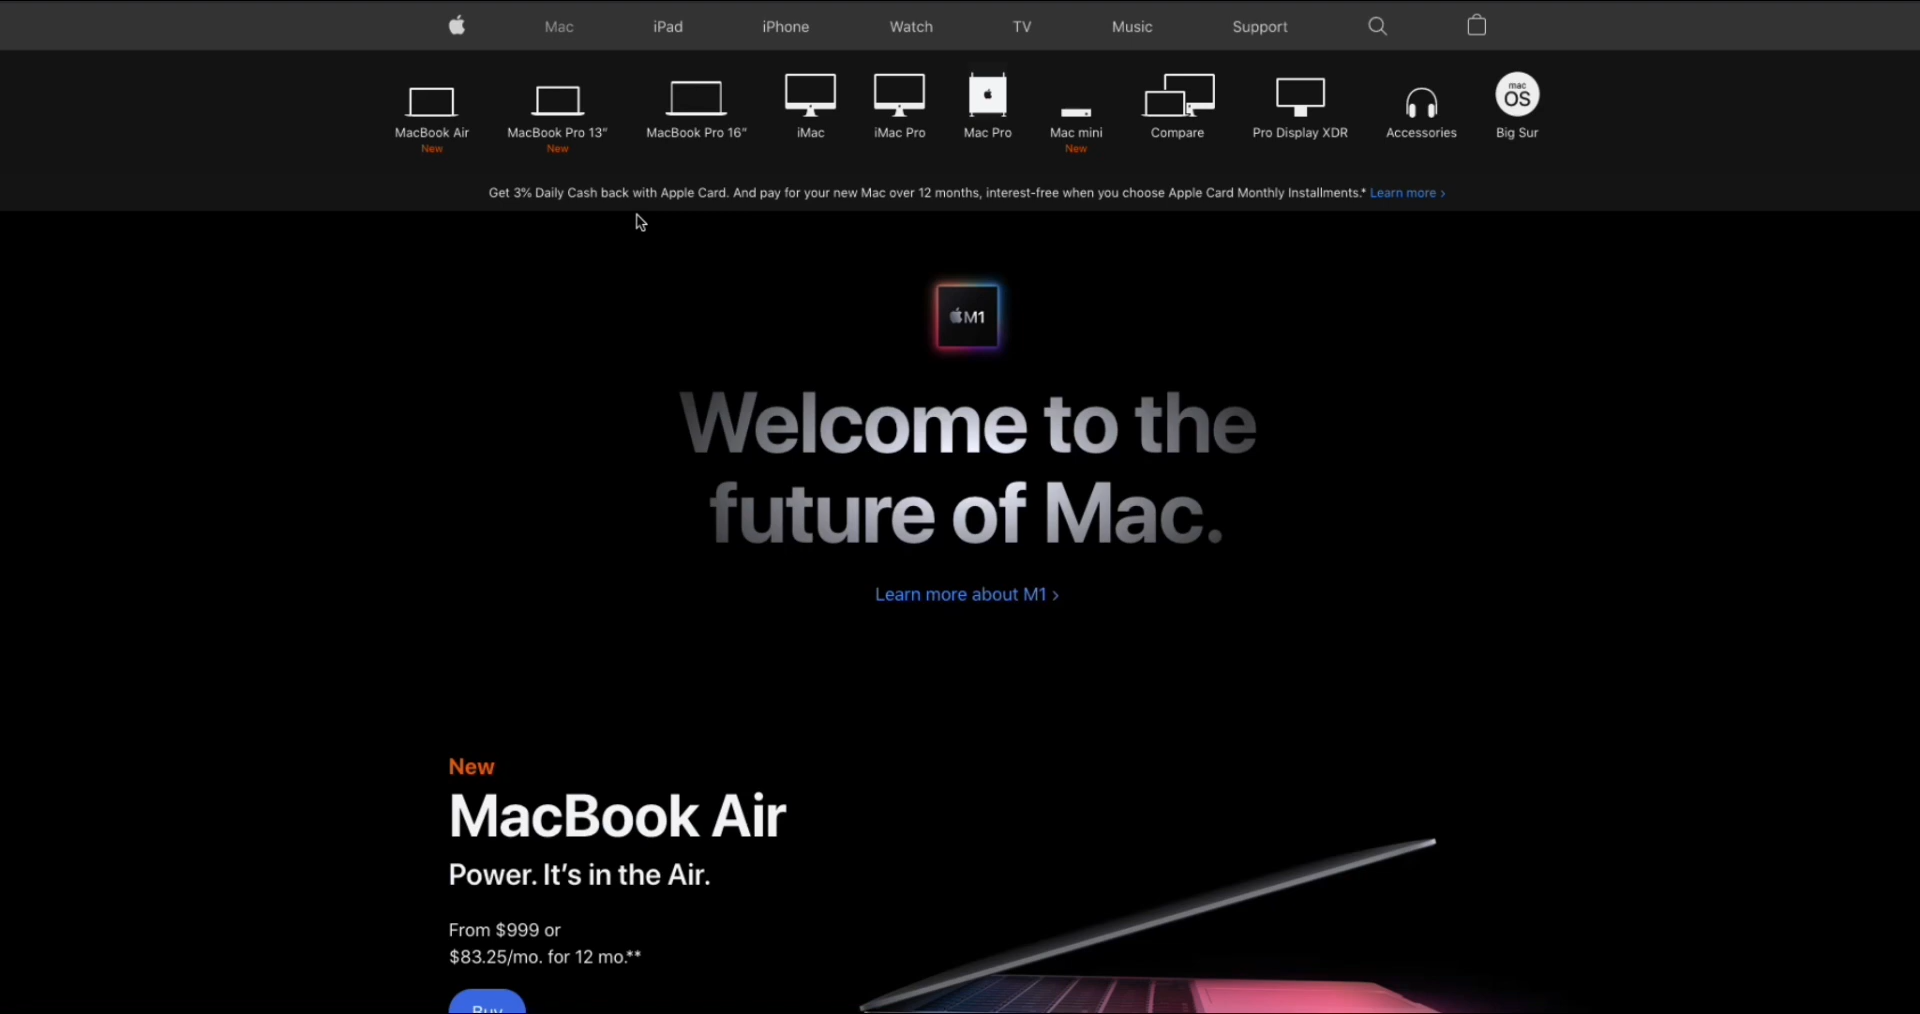 Mac iPad iPhone Watch TV Music Support
MacBook Air MacBook Pro 13" MacBook Pro 16" iMac iMac Pro Mac Pro Mac mini Compare Pro Display XDR Accessories Big Sur
New New New
mac
OS
Get 3% Daily Cash back with Apple Card. And pay for your new Mac over 12 months, interest-free when you choose Apple Card Monthly Installments.* Learn more >
M1
Welcome to the
future of Mac.
Learn more about M1 >
New
MacBook Air
Power. It's in the Air.
From $999 or
$83.25/mo. for 12 mo.**
Buy